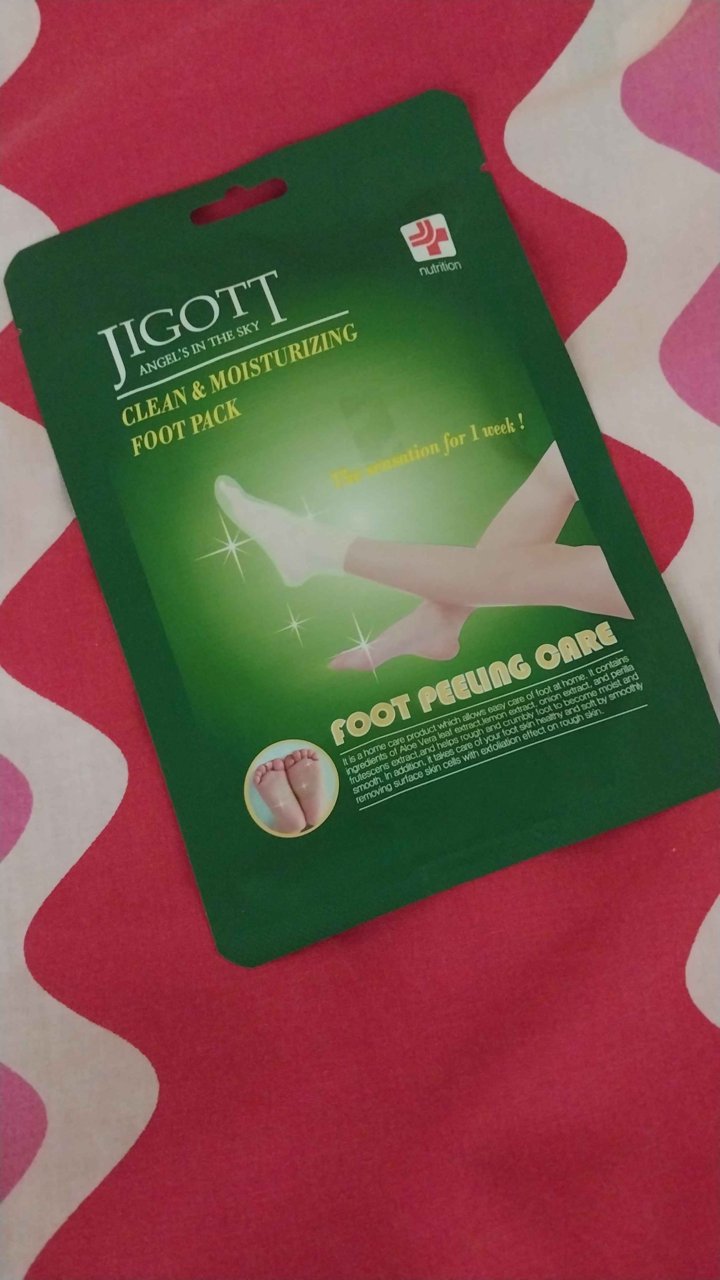 JIGOTT
ANGEL'S IN THE SKY
nutrition
CLEAN & MOISTURIZING
FOOT PACK
The sensation for 1 week !
FOOT PEELING CARE
It is a home care product which allows easy care of foot at home. It contains
ingredients of Aloe Vera leaf extract,lemon extract, onion extract, and perilla
frutescens extract,and helps rough and crumbly foot to become moist and
smooth. In addition, it takes care of your foot skin healthy and soft by smoothly
removing surface skin cells with exfoliation effect on rough skin.